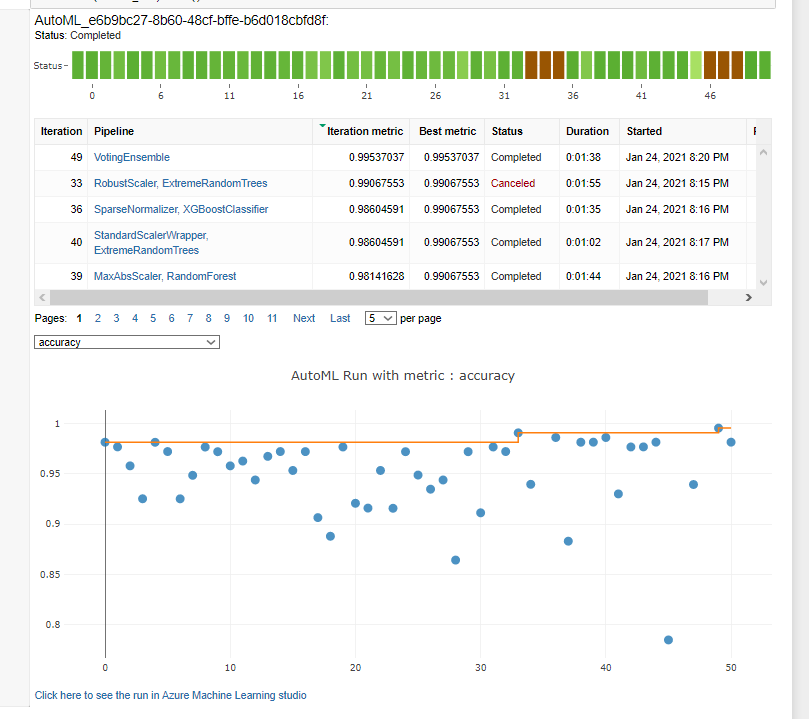 AutoML_e6b9bc27-8b60-48cf-bffe-b6d018cbfd8f:
Status: Completed
Status
0 6 11 16 21 26 31 36 41 46
Iteration Pipeline Iteration metric Best metric Status Duration Started
49 VotingEnsemble 0.99537037 0.99537037 Completed 0:01:38 Jan 24, 2021 8:20 PM
33 RobustScaler, ExtremeRandomTrees 0.99067553 0.99067553 Canceled 0:01:55 Jan 24, 2021 8:15 PM
36 SparseNormalizer, XGBoostClassifier 0.98604591 0.99067553 Completed 0:01:35 Jan 24, 2021 8:16 PM
40 StandardScalerWrapper, ExtremeRandomTrees 0.98604591 0.99067553 Completed 0:01:02 Jan 24, 2021 8:17 PM
39 MaxAbsScaler, RandomForest 0.98141628 0.99067553 Completed 0:01:44 Jan 24, 2021 8:16 PM
Pages: 1 2 3 4 5 6 7 8 9 10 11 Next Last 5 per page
accuracy
AutoML Run with metric : accuracy
1
0.95
0.9
0.85
0.8
0 10 20 30 40 50
Click here to see the run in Azure Machine Learning studio